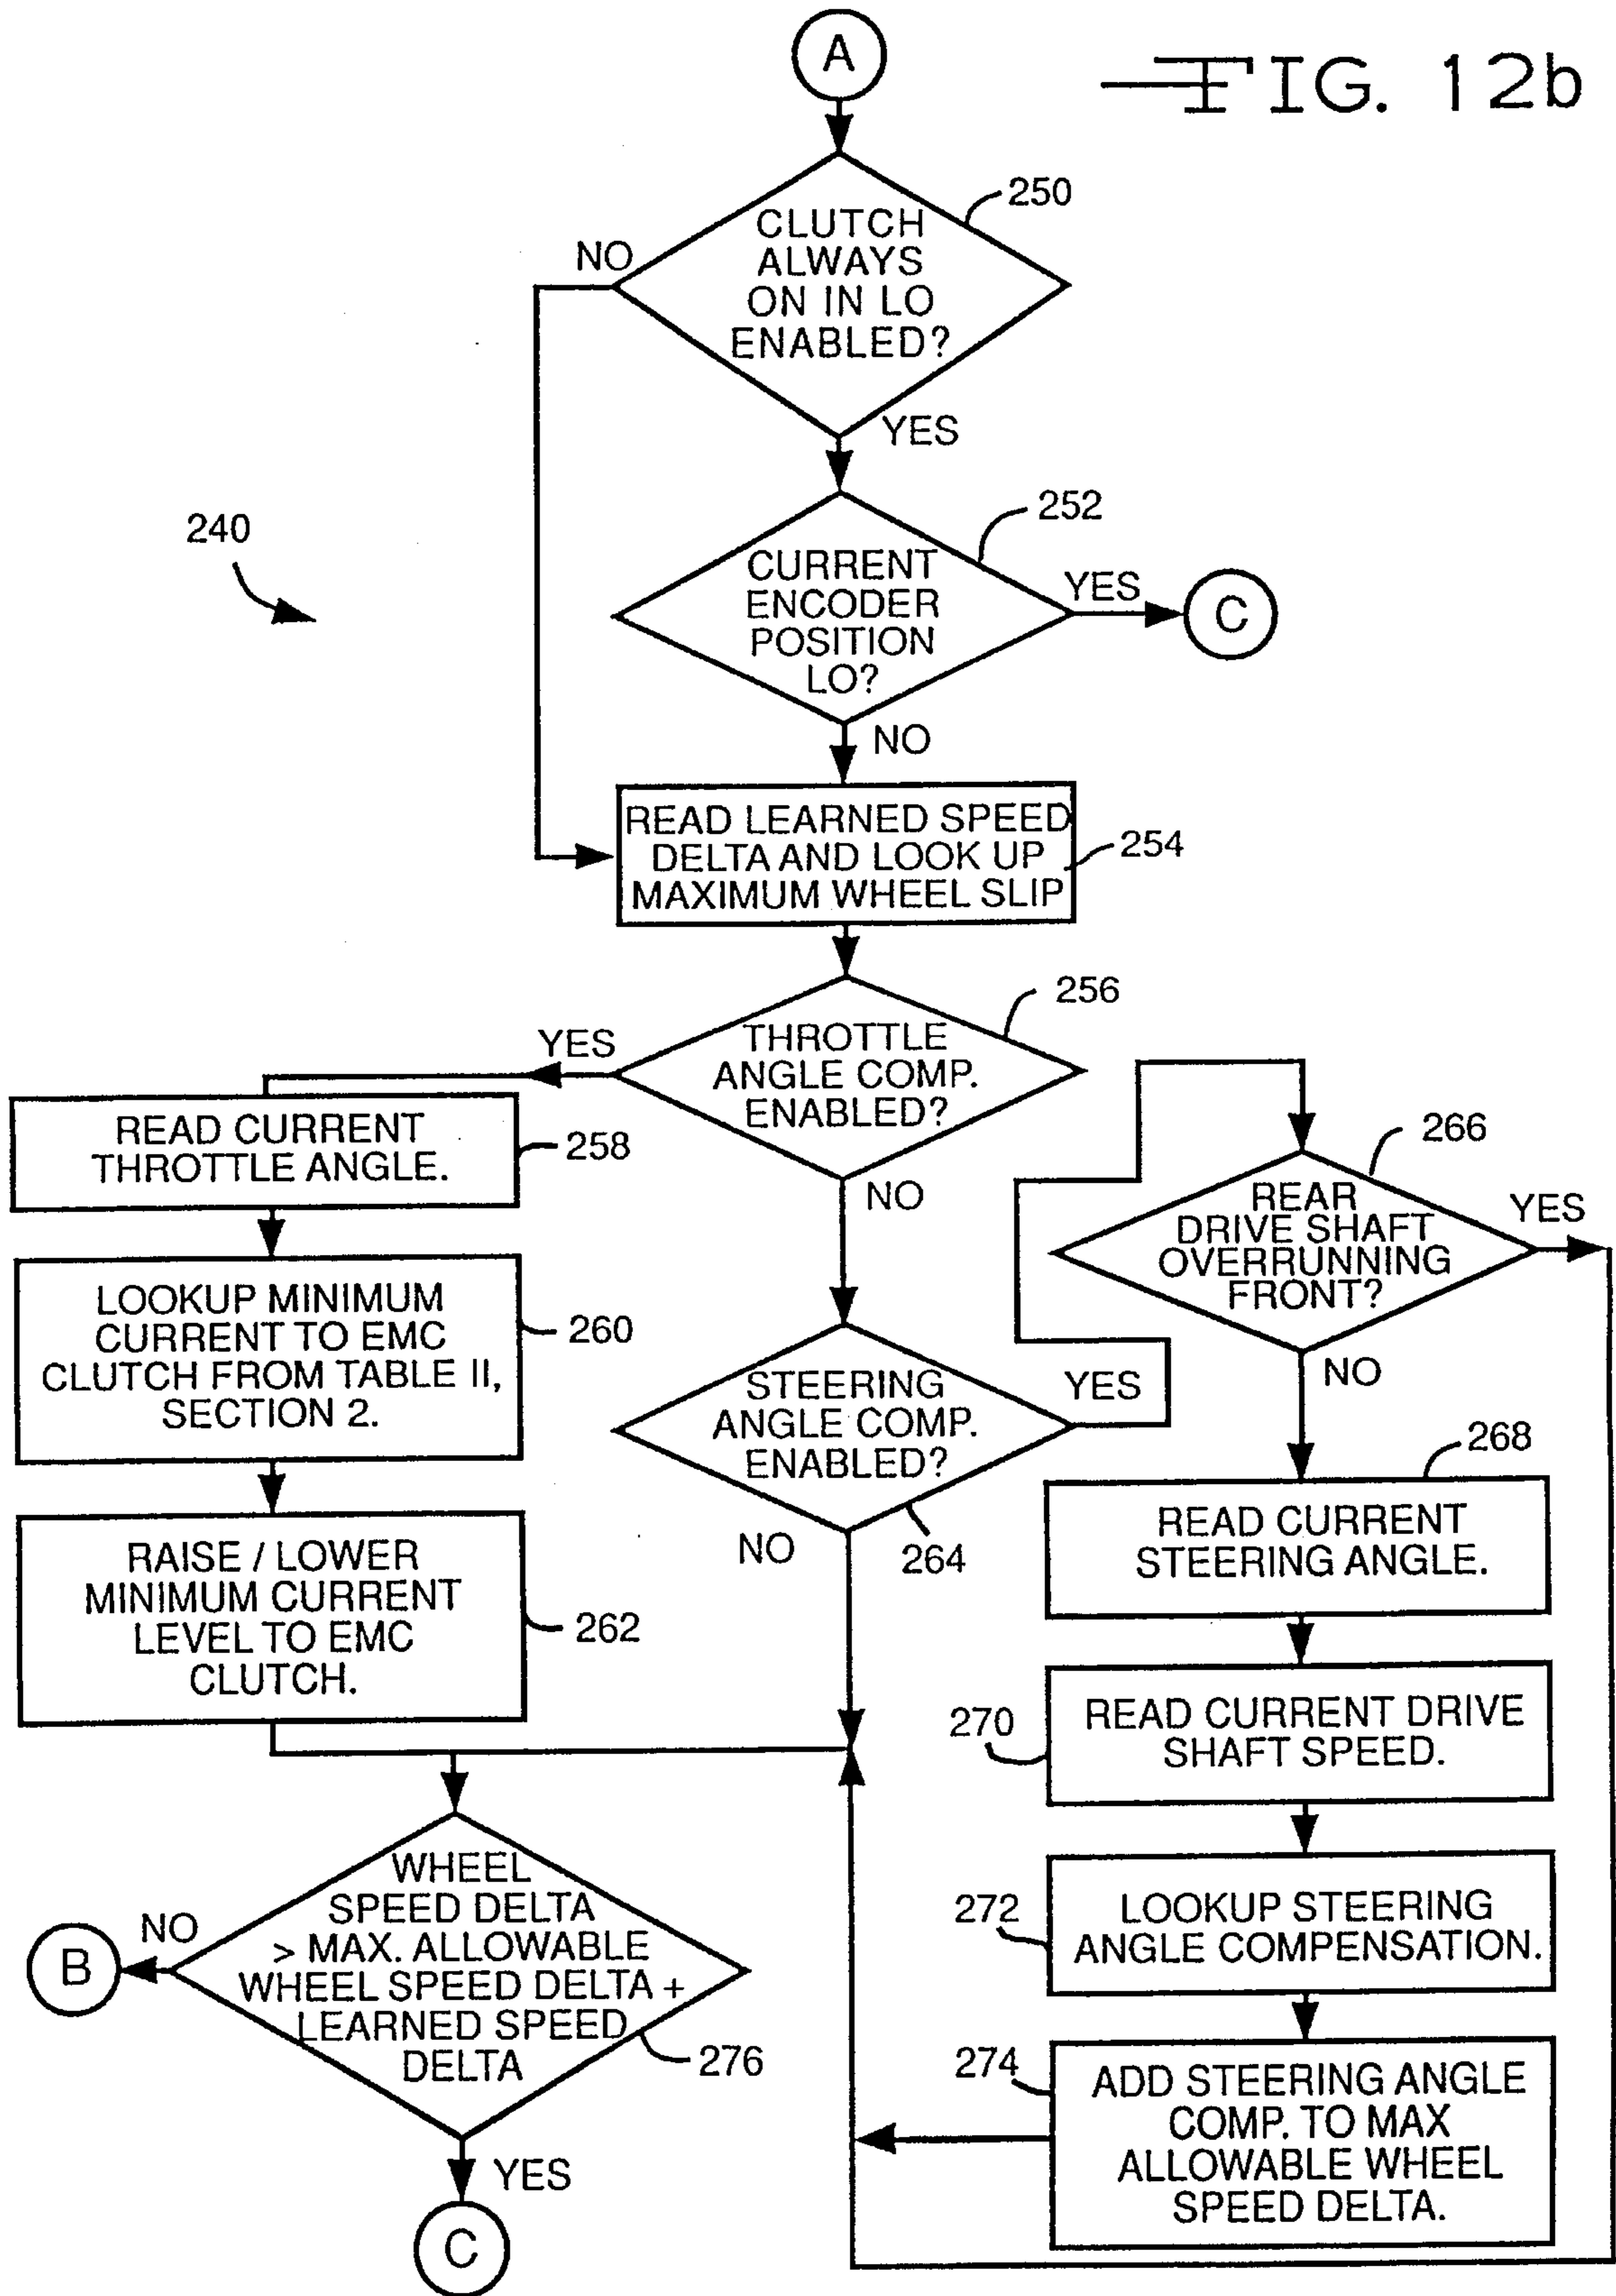 A
FIG. 12b
250
CLUTCH
ALWAYS
ON IN LO
ENABLED?
NO
YES
240
252
CURRENT
ENCODER
POSITION
LO?
YES
C
NO
READ LEARNED SPEED
DELTA AND LOOK UP
MAXIMUM WHEEL SLIP
254
256
THROTTLE
ANGLE COMP.
ENABLED?
YES
NO
READ CURRENT
THROTTLE ANGLE.
258
LOOKUP MINIMUM
CURRENT TO EMC
CLUTCH FROM TABLE II,
SECTION 2.
260
RAISE / LOWER
MINIMUM CURRENT
LEVEL TO EMC
CLUTCH.
262
STEERING
ANGLE COMP.
ENABLED?
YES
264
NO
266
REAR
DRIVE SHAFT
OVERRUNNING
FRONT?
YES
NO
268
READ CURRENT
STEERING ANGLE.
270
READ CURRENT DRIVE
SHAFT SPEED.
272
LOOKUP STEERING
ANGLE COMPENSATION.
274
ADD STEERING ANGLE
COMP. TO MAX
ALLOWABLE WHEEL
SPEED DELTA.
WHEEL
SPEED DELTA
> MAX. ALLOWABLE
WHEEL SPEED DELTA +
LEARNED SPEED
DELTA
276
NO
B
YES
C